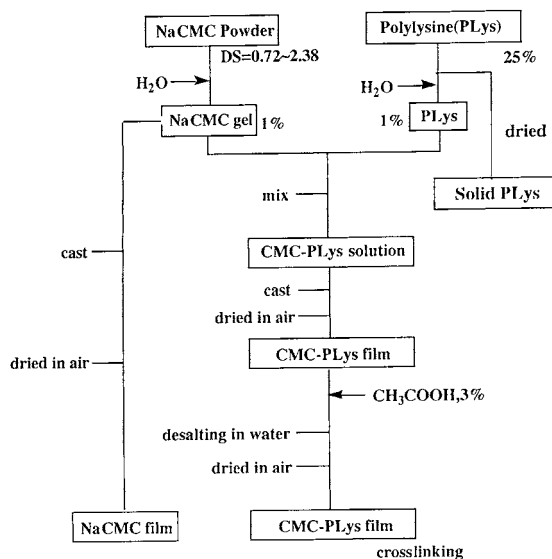 NaCMC Powder
Polylysine(PLys)
DS=0.72~2.38
25%
H₂O
H₂O
NaCMC gel
1%
1%
PLys
dried
mix
Solid PLys
cast
CMC-PLys solution
cast
dried in air
dried in air
CMC-PLys film
CH₃COOH,3%
desalting in water
dried in air
NaCMC film
CMC-PLys film
crosslinking